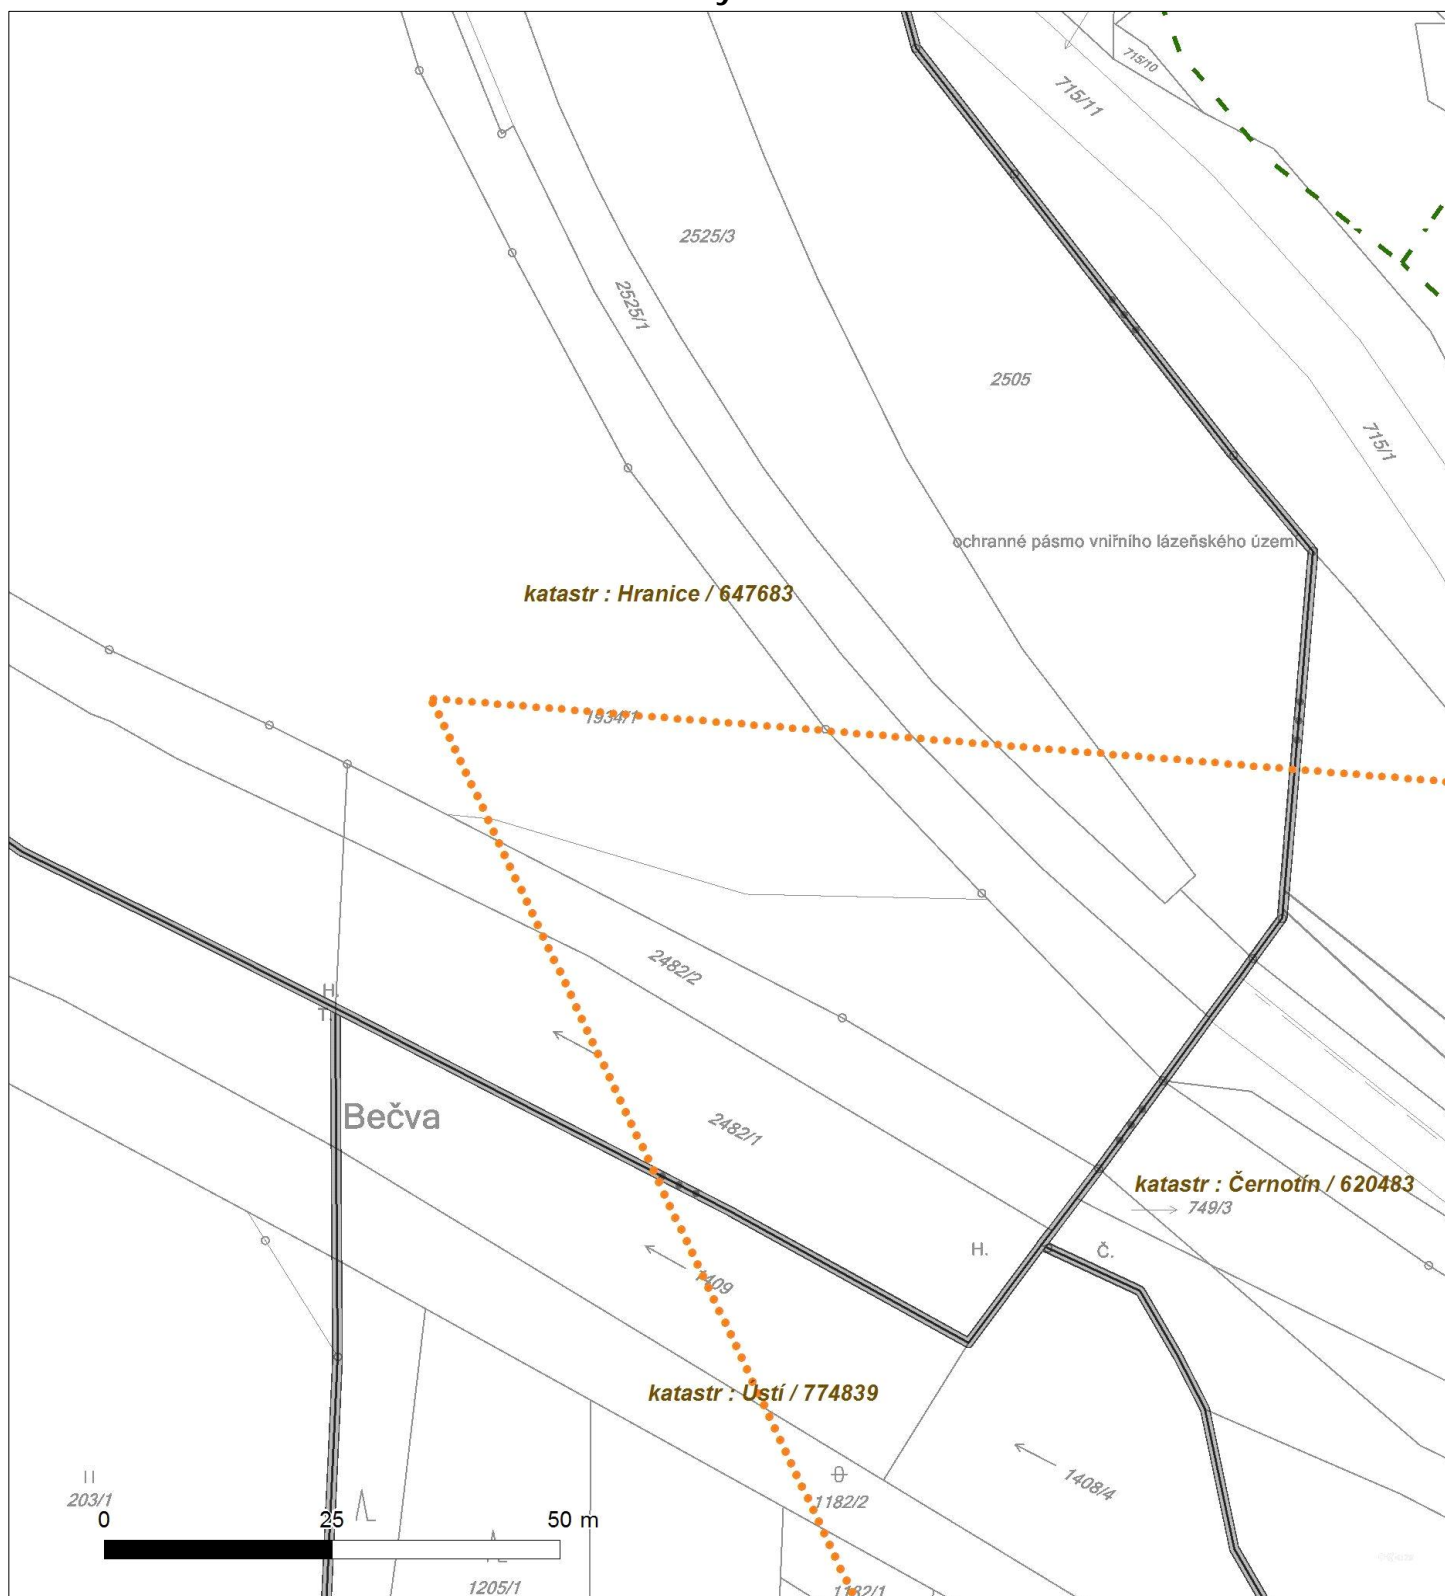 715/10
715/11
2525/3
2525/1
2505
715/1
ochranné pásmo vnitřního lázeňského území
katastr : Hranice / 647683
1934/1
2482/2
H.
T.
Bečva
2482/1
katastr : Černotín / 620483
749/3
H.
Č.
1409
katastr : Ústí / 774839
1408/4
203/1
1182/2
0
25
50 m
1205/1
1182/1